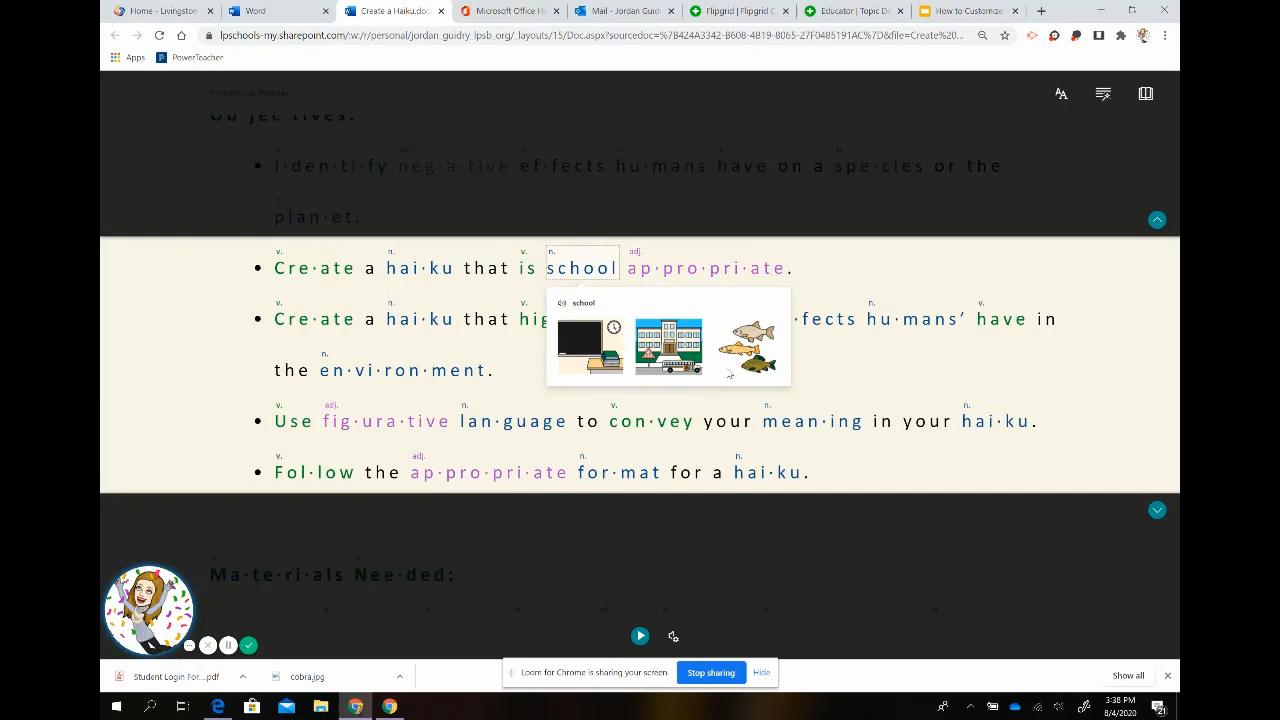 Home - Livingston
Word
Create a Haiku.doc
Microsoft Office Ho
Mail - Jordan Guid
Flipgrid | Flipgrid C
Educator | Topic De
How to Customize
lpschools-my.sharepoint.com/:w:/r/personal/jordan_guidry_lpsb_org/_layouts/15/Doc.aspx?sourcedoc=%7B424A3342-B608-4B19-8065-27F0485191AC%7D&file=Create%20...
Apps
PowerTeacher
Immersive Reader
Ob·jec·tives:
I·den·ti·fy neg·a·tive ef·fects hu·mans have on a spe·cies or the
plan·et.
v. n. v. n. adj.
Cre·ate a hai·ku that is school ap·pro·pri·ate.
school
v. n. v. n. v.
Cre·ate a hai·ku that hig ·fects hu·mans’ have in
n.
the en·vi·ron·ment.
v. adj. n. v. n. n.
Use fig·ura·tive lan·guage to con·vey your mean·ing in your hai·ku.
v. adj. n. n.
Fol·low the ap·pro·pri·ate for·mat for a hai·ku.
Ma·te·ri·als Nee·ded:
Student Login For....pdf
cobra.jpg
Loom for Chrome is sharing your screen.
Stop sharing
Hide
Show all
3:38 PM
8/4/2020
21